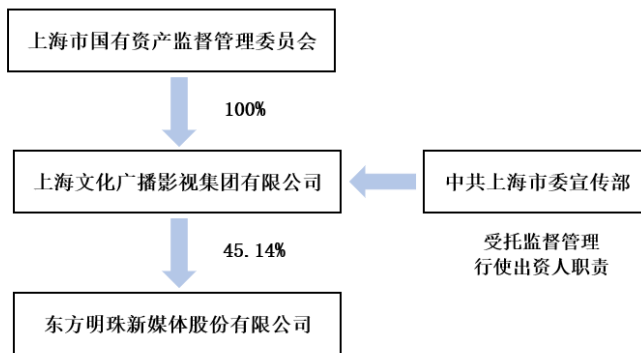 上海市国有资产监督管理委员会
100%
上海文化广播影视集团有限公司
中共上海市委宣传部
45.14%
受托监督管理
行使出资人职责
东方明珠新媒体股份有限公司